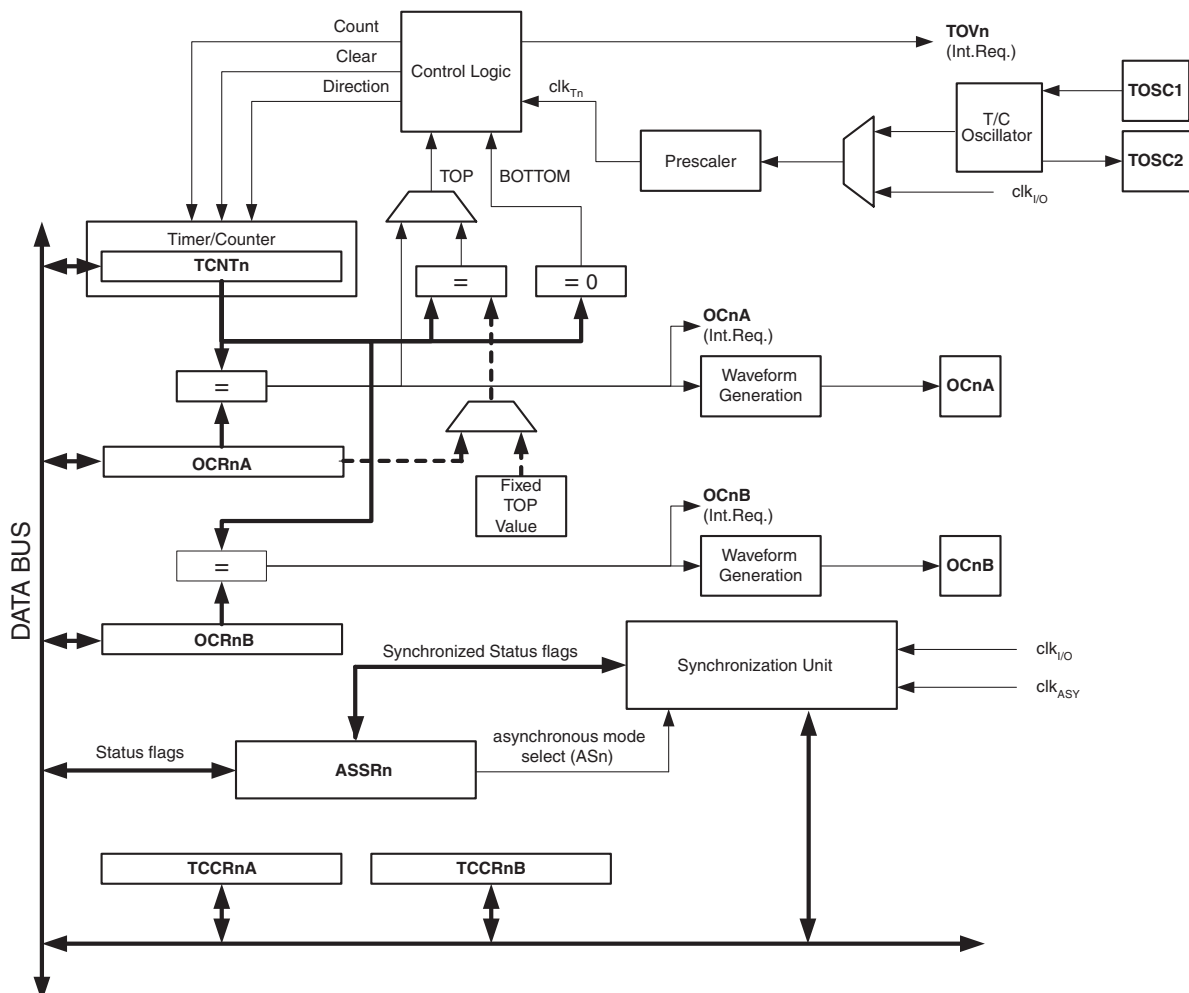 Count
Clear
Direction
Control Logic
TOVn
(Int.Req.)
clkTn
TOSC1
T/C
Oscillator
TOSC2
Prescaler
clkI/O
TOP
BOTTOM
Timer/Counter
TCNTn
=
= 0
OCnA
(Int.Req.)
=
Waveform
Generation
OCnA
OCRnA
Fixed
TOP
Value
OCnB
(Int.Req.)
=
Waveform
Generation
OCnB
OCRnB
DATA BUS
Synchronized Status flags
Synchronization Unit
clkI/O
clkASY
Status flags
ASSRn
asynchronous mode
select (ASn)
TCCRnA
TCCRnB